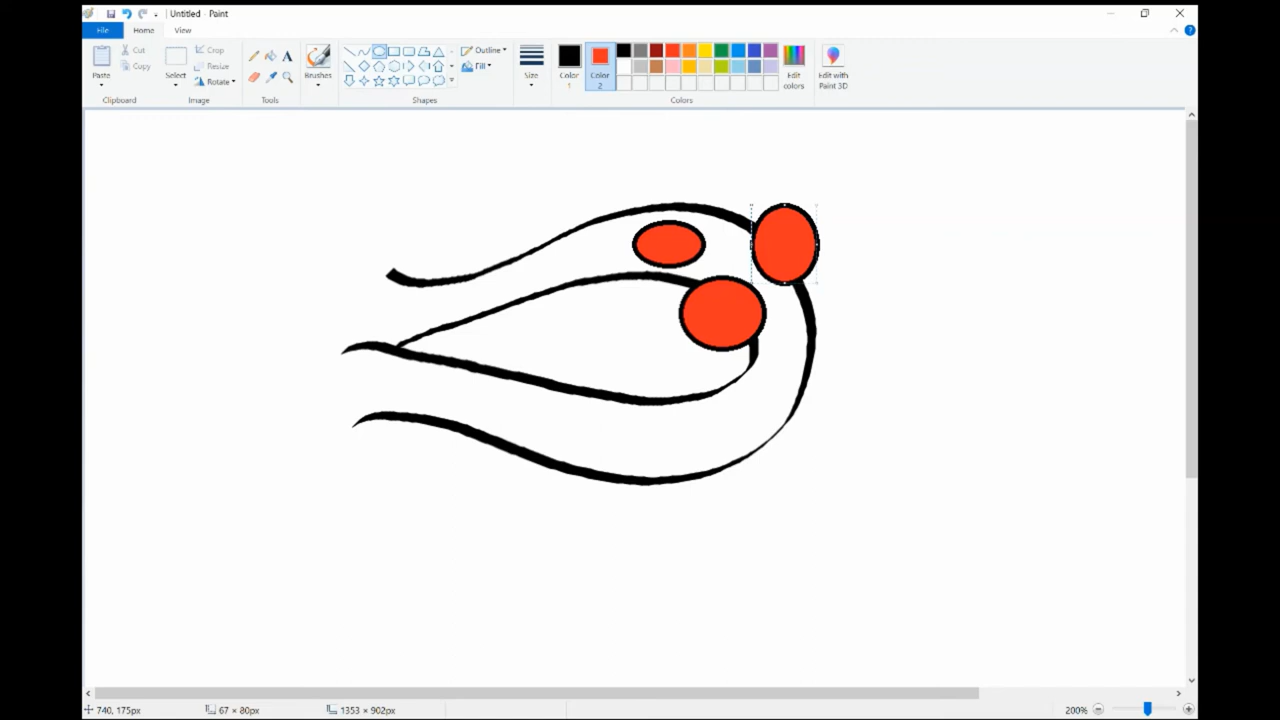 Untitled - Paint
File Home View
Paste
Cut
Copy
Clipboard
Select
Crop
Resize
Rotate
Image
Tools
Brushes
Outline
Fill
Shapes
Size
Color
1
Color
2
Colors
Edit
colors
Edit with
Paint 3D
740, 175px 67 × 80px 1353 × 902px 200%